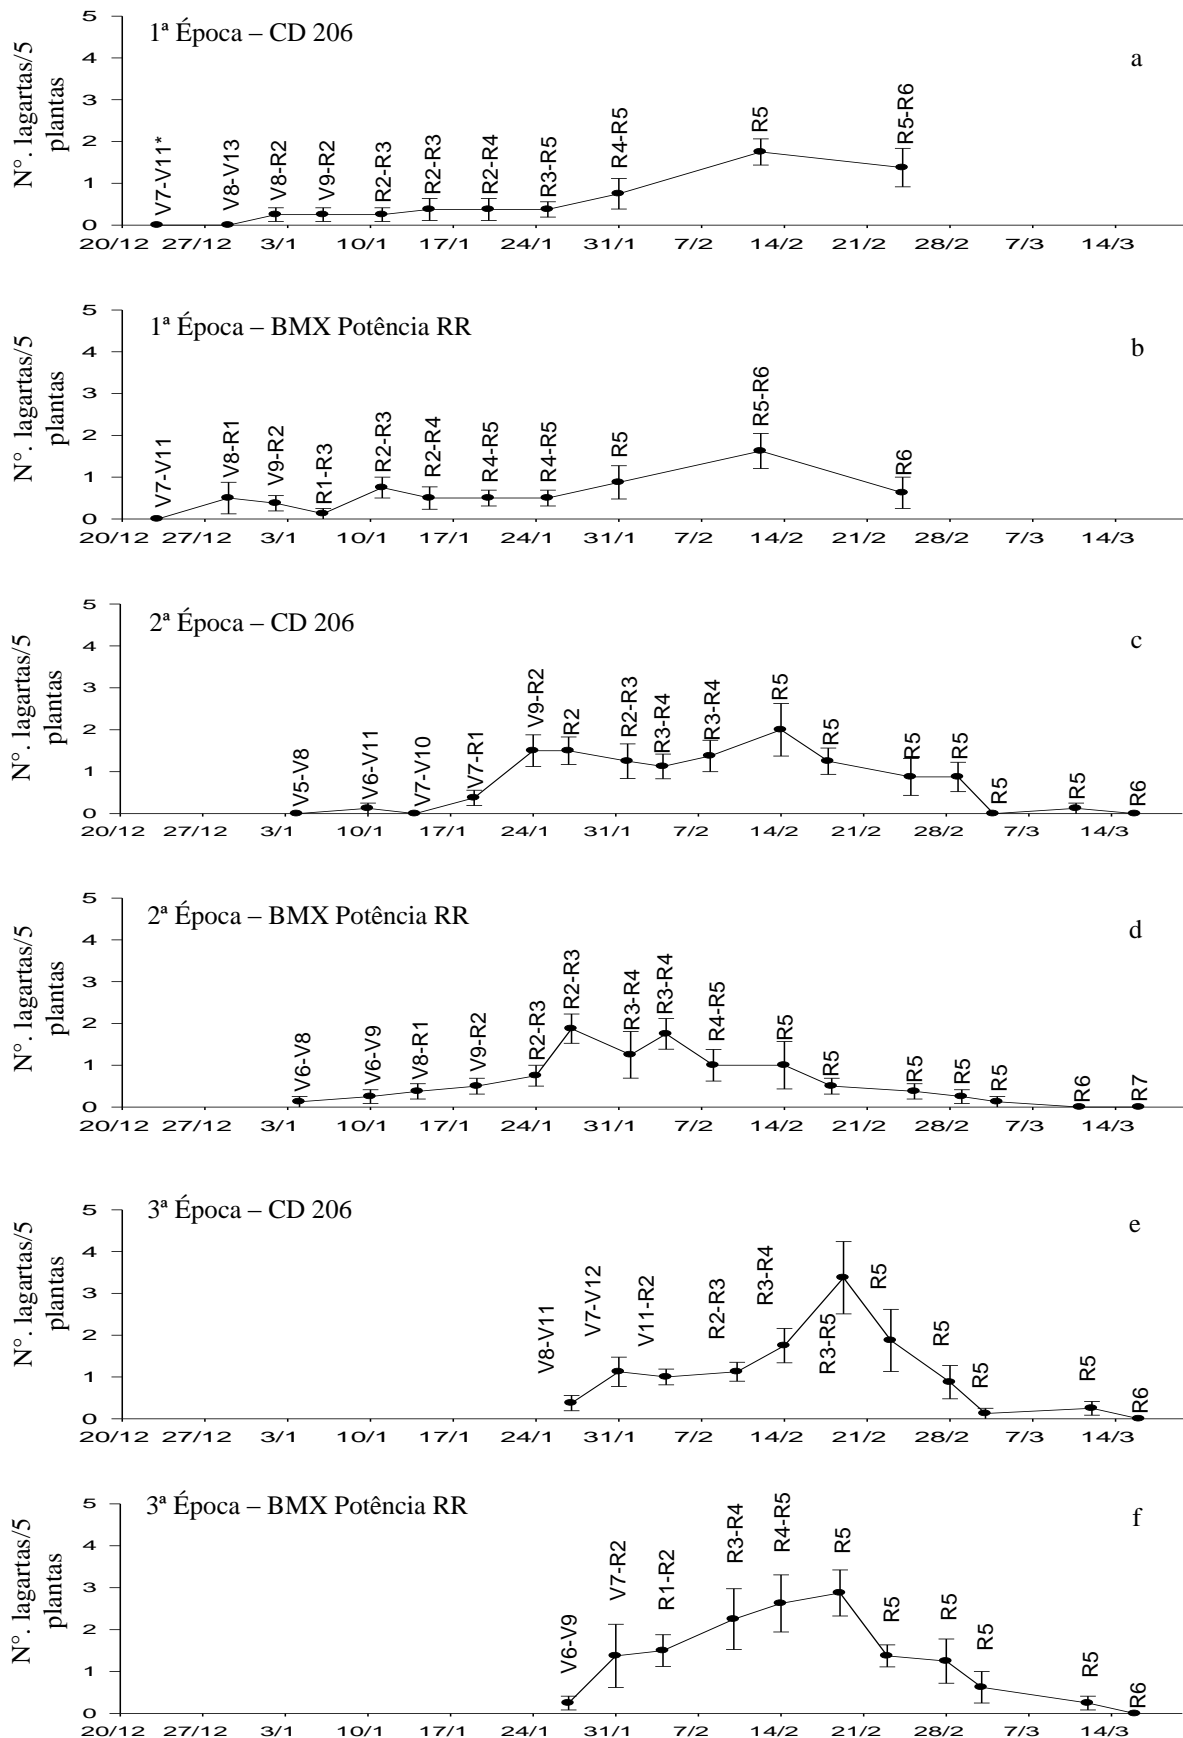 1ª Época – CD 206
a
N°. lagartas/5
plantas
5
4
3
2
1
0
V7-V11*
V8-V13
V8-R2
V9-R2
R2-R3
R2-R3
R2-R4
R3-R5
R4-R5
R5
R5-R6
20/12 27/12 3/1 10/1 17/1 24/1 31/1 7/2 14/2 21/2 28/2 7/3 14/3
1ª Época – BMX Potência RR
b
N°. lagartas/5
plantas
5
4
3
2
1
0
V7-V11
V8-R1
V9-R2
R1-R3
R2-R3
R2-R4
R4-R5
R4-R5
R5
R5-R6
R6
20/12 27/12 3/1 10/1 17/1 24/1 31/1 7/2 14/2 21/2 28/2 7/3 14/3
2ª Época – CD 206
c
N°. lagartas/5
plantas
5
4
3
2
1
0
V5-V8
V6-V11
V7-V10
V7-R1
V9-R2
R2
R2-R3
R3-R4
R3-R4
R5
R5
R5
R5
R5
R5
R6
20/12 27/12 3/1 10/1 17/1 24/1 31/1 7/2 14/2 21/2 28/2 7/3 14/3
2ª Época – BMX Potência RR
d
N°. lagartas/5
plantas
5
4
3
2
1
0
V6-V8
V6-V9
V8-R1
V9-R2
R2-R3
R2-R3
R3-R4
R3-R4
R4-R5
R5
R5
R5
R5
R5
R6
R7
20/12 27/12 3/1 10/1 17/1 24/1 31/1 7/2 14/2 21/2 28/2 7/3 14/3
3ª Época – CD 206
e
N°. lagartas/5
plantas
5
4
3
2
1
0
V8-V11
V7-V12
V11-R2
R2-R3
R3-R4
R3-R5
R5
R5
R5
R5
R6
20/12 27/12 3/1 10/1 17/1 24/1 31/1 7/2 14/2 21/2 28/2 7/3 14/3
3ª Época – BMX Potência RR
f
N°. lagartas/5
plantas
5
4
3
2
1
0
V6-V9
V7-R2
R1-R2
R3-R4
R4-R5
R5
R5
R5
R5
R5
R6
20/12 27/12 3/1 10/1 17/1 24/1 31/1 7/2 14/2 21/2 28/2 7/3 14/3